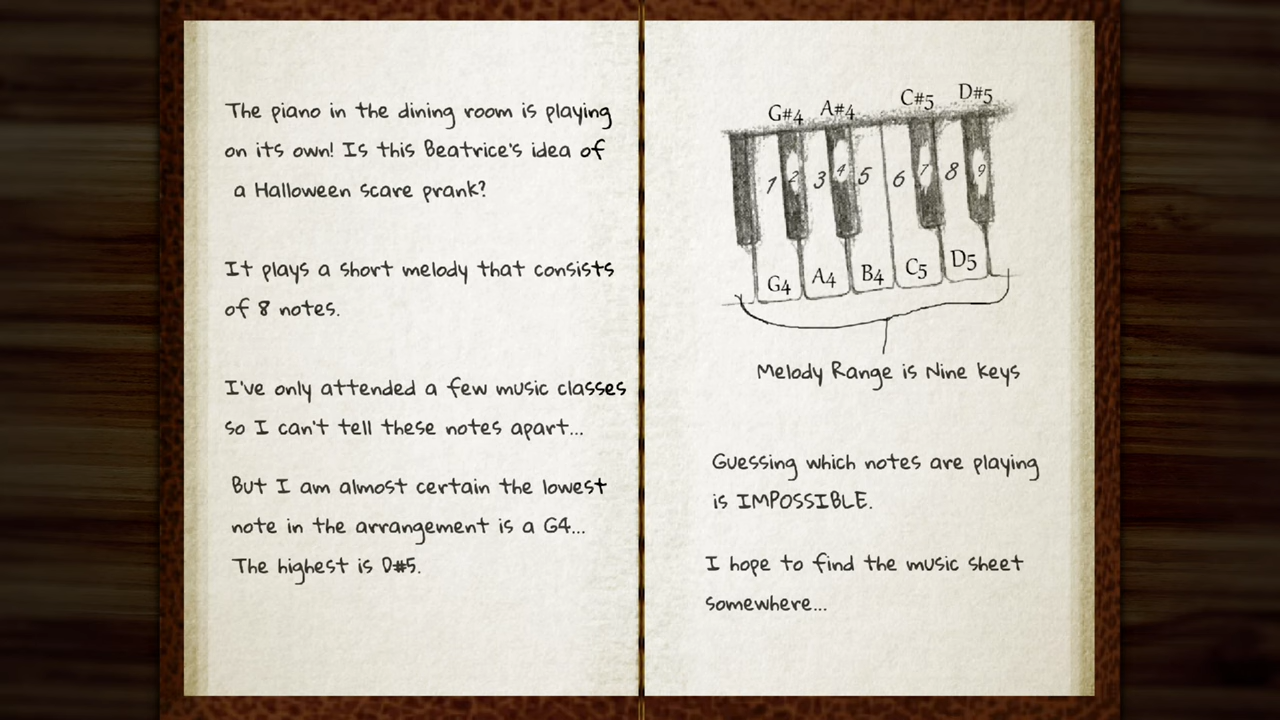 The piano in the dining room is playing
on its own! Is this Beatrice's idea of
a Halloween scare prank?
It plays a short melody that consists
of 8 notes.
I've only attended a few music classes
so I can't tell these notes apart...
But I am almost certain the lowest
note in the arrangement is a G4...
The highest is D#5.
G#4 A#4 C#5 D#5
1 2 3 4 5 6 7 8 9
G4 A4 B4 C5 D5
Melody Range is Nine keys
Guessing which notes are playing
is IMPOSSIBLE.
I hope to find the music sheet
somewhere...